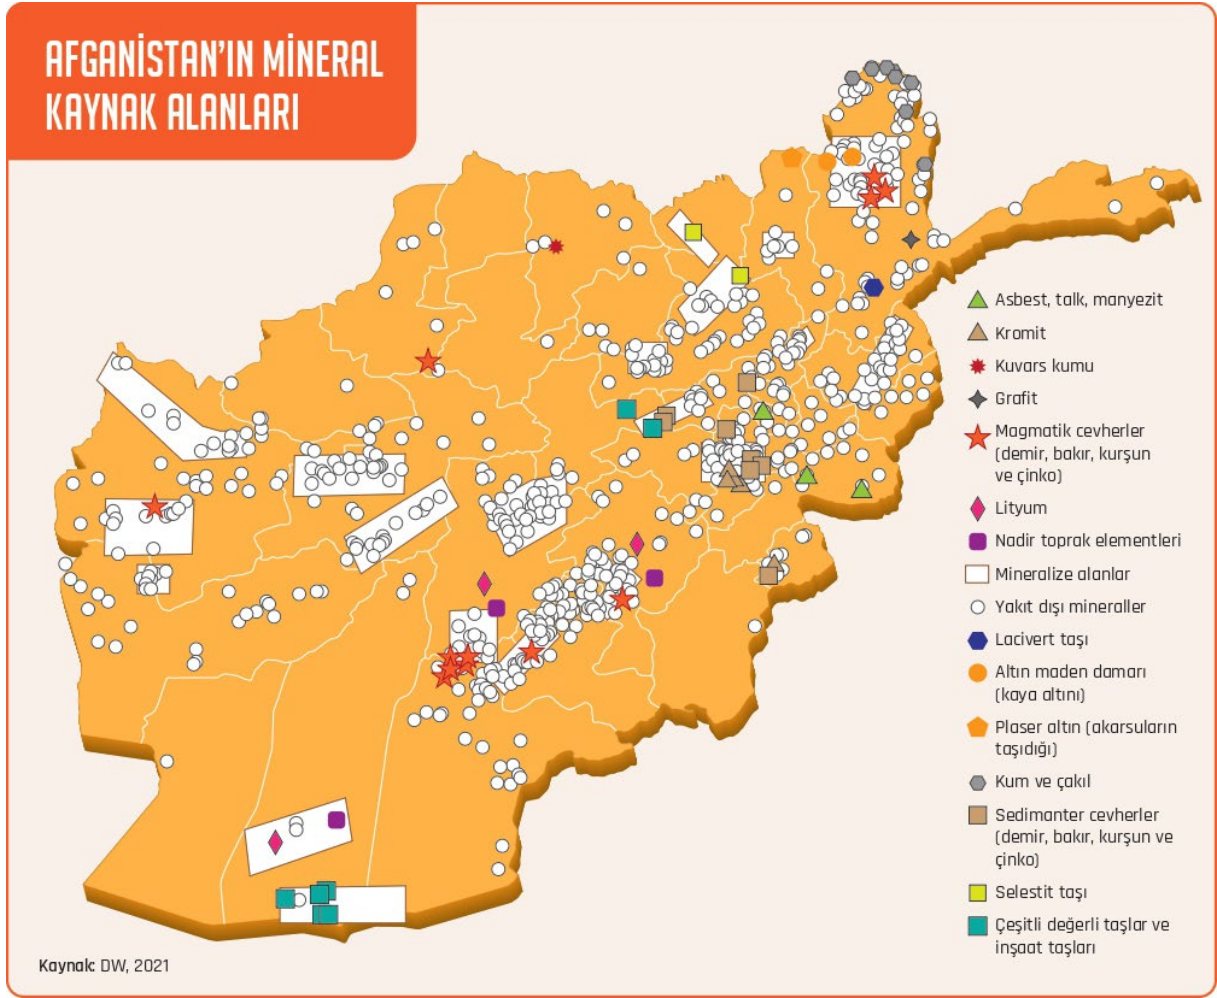 AFGANİSTAN'IN MİNERAL
KAYNAK ALANLARI
Asbest, talk, manyezit
Kromit
Kuvars kumu
Grafit
Magmatik cevherler
(demir, bakır, kurşun
ve çinko)
Lityum
Nadir toprak elementleri
Mineralize alanlar
Yakıt dışı mineraller
Lacivert taşı
Altın maden damarı
(kaya altını)
Plaser altın (akarsuların
taşıdığı)
Kum ve çakıl
Sedimanter cevherler
(demir, bakır, kurşun ve
çinko)
Selestit taşı
Çeşitli değerli taşlar ve
inşaat taşları
Kaynak: DW, 2021